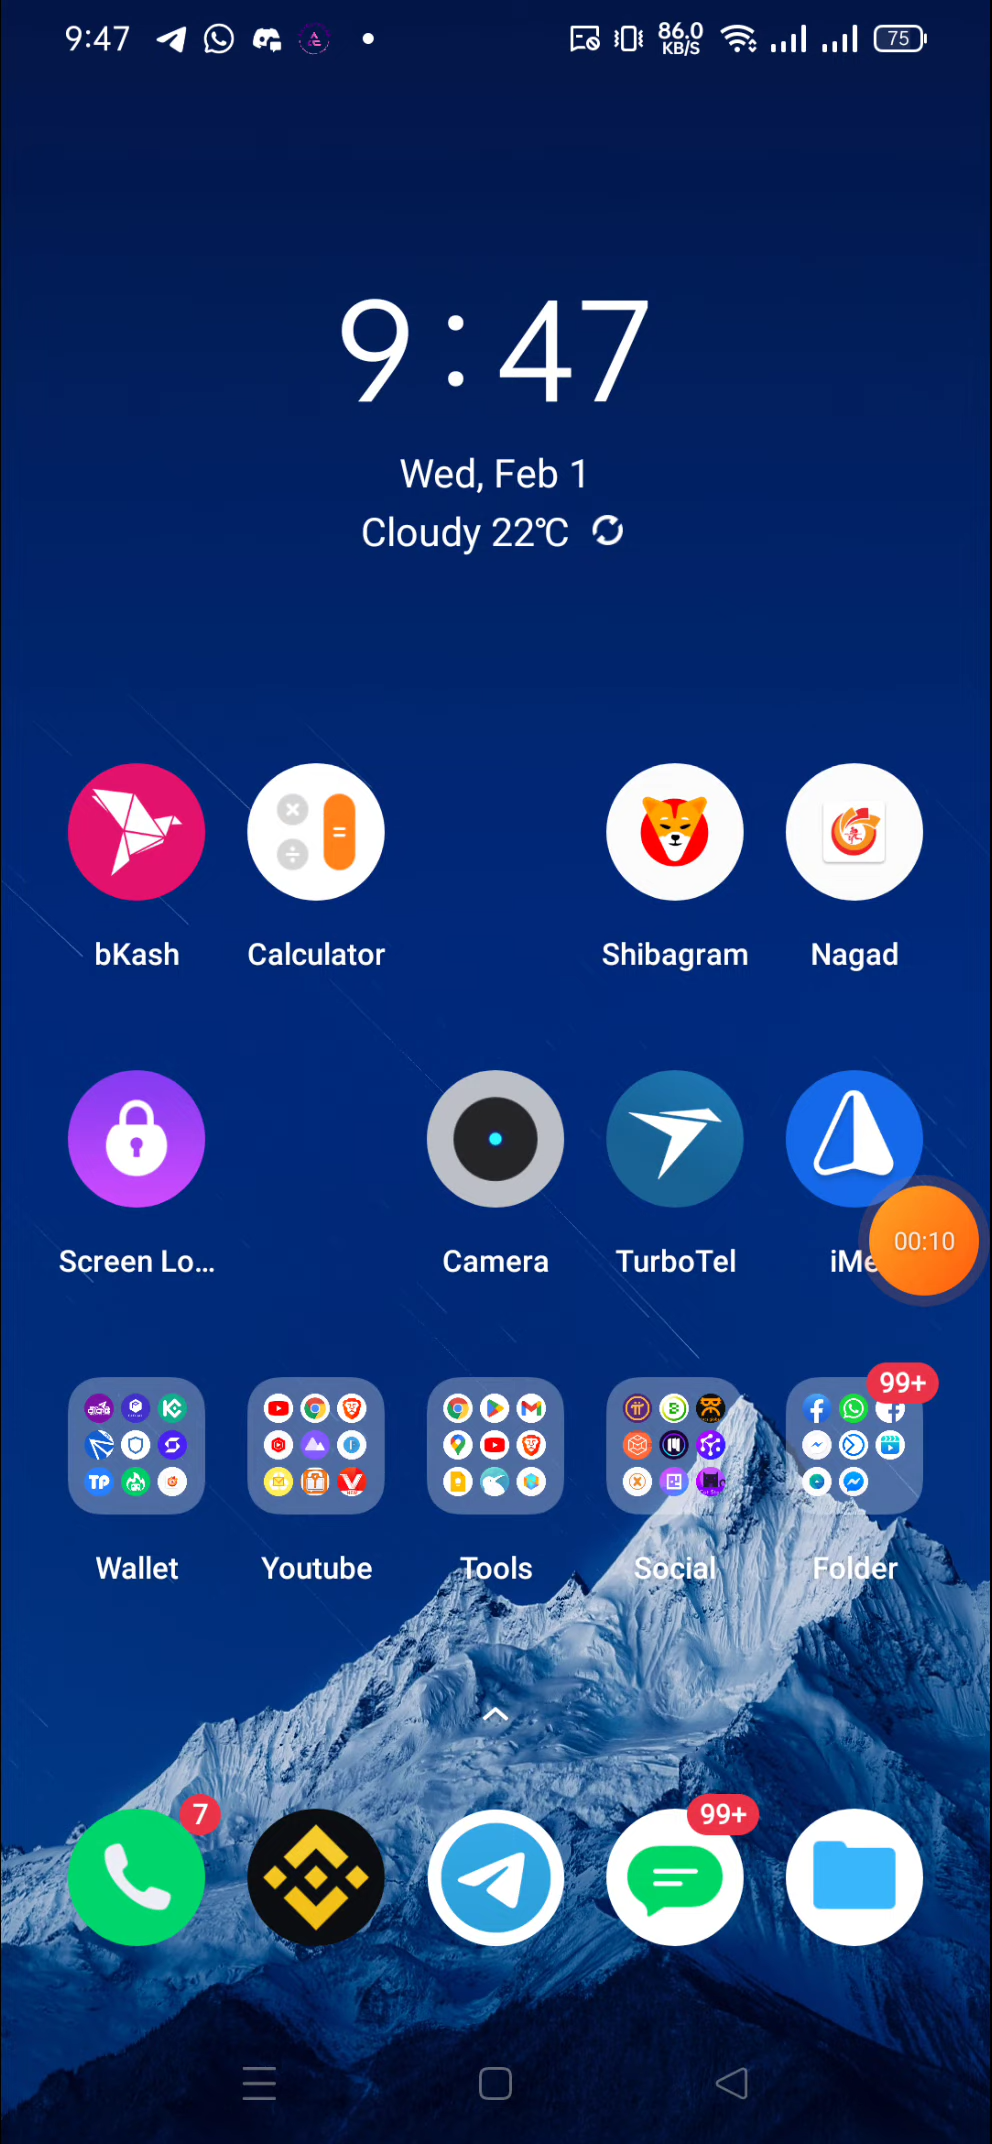 9:47
86.0
KB/S
75
9:47
Wed, Feb 1
Cloudy 22℃
bKash
Calculator
Shibagram
Nagad
Screen Lo...
Camera
TurboTel
iMe
00:10
99+
TP
Wallet
Youtube
Tools
Social
Folder
7
99+